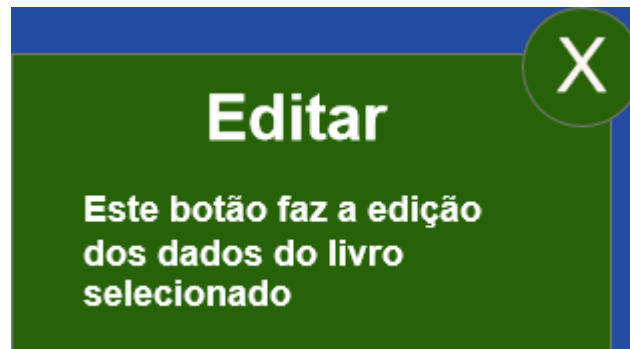 X
Editar
Este botão faz a edição
dos dados do livro
selecionado